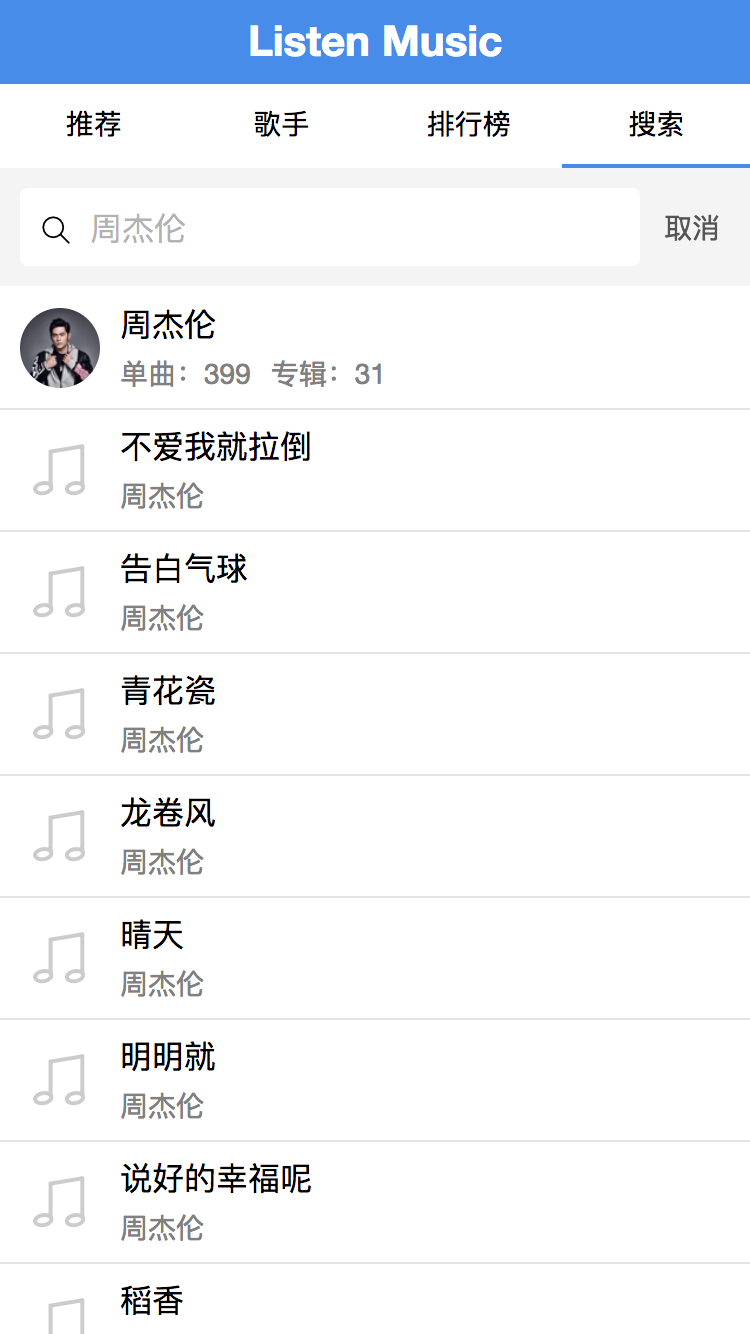 Listen Music
推荐 歌手 排行榜 搜索
周杰伦 取消
周杰伦
单曲：399 专辑：31
不爱我就拉倒
周杰伦
告白气球
周杰伦
青花瓷
周杰伦
龙卷风
周杰伦
晴天
周杰伦
明明就
周杰伦
说好的幸福呢
周杰伦
稻香